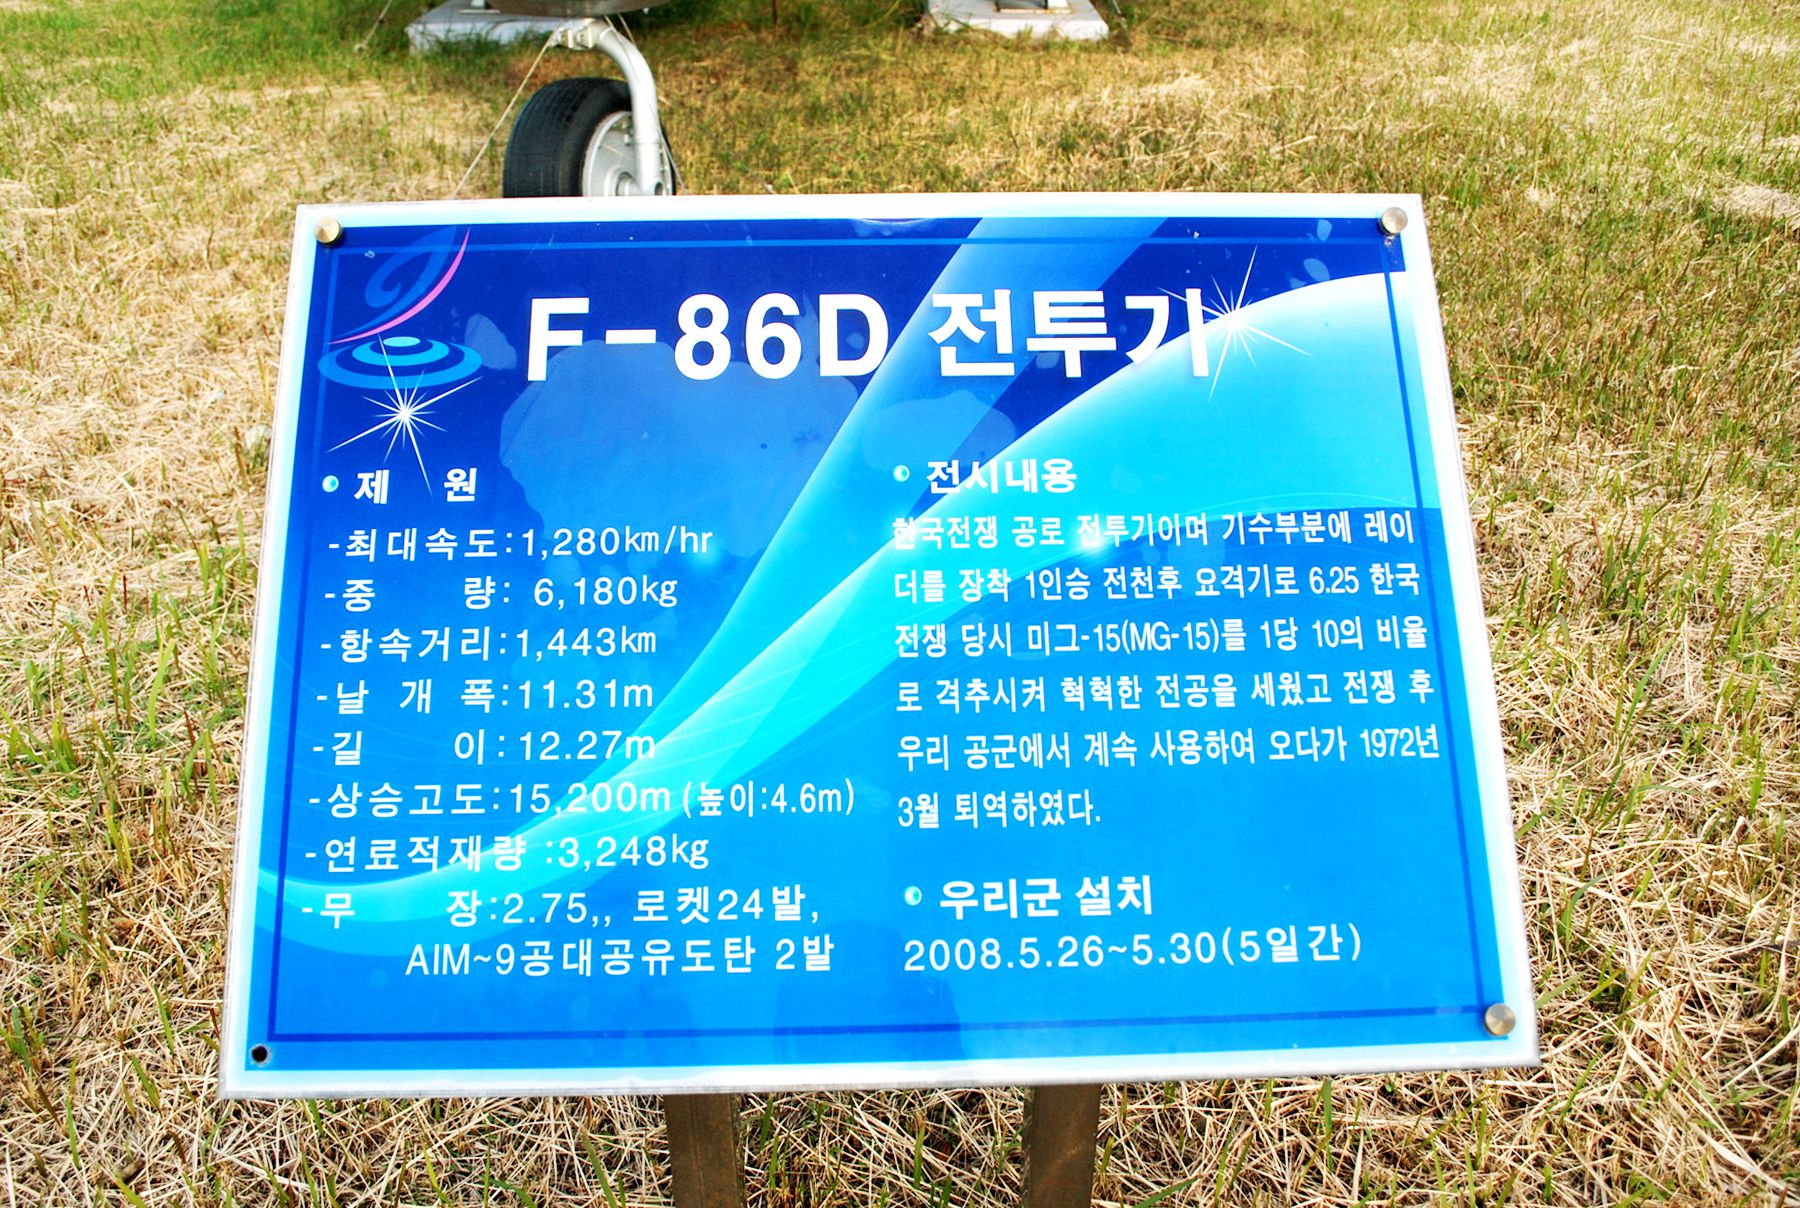 F-86D 전투기
제 원
-최대속도:1,280km/hr
-중 량: 6,180kg
-항속거리:1,443km
-날 개 폭:11.31m
-길 이: 12.27m
-상승고도:15,200m (높이:4.6m)
-연료적재량 :3,248kg
-무 장:2.75,, 로켓24발,
AIM~9공대공유도탄 2발
전시내용
한국전쟁 공로 전투기이며 기수부분에 레이
더를 장착 1인승 전천후 요격기로 6.25 한국
전쟁 당시 미그-15(MG-15)를 1당 10의 비율
로 격추시켜 혁혁한 전공을 세웠고 전쟁 후
우리 공군에서 계속 사용하여 오다가 1972년
3월 퇴역하였다.
우리군 설치
2008.5.26~5.30(5일간)